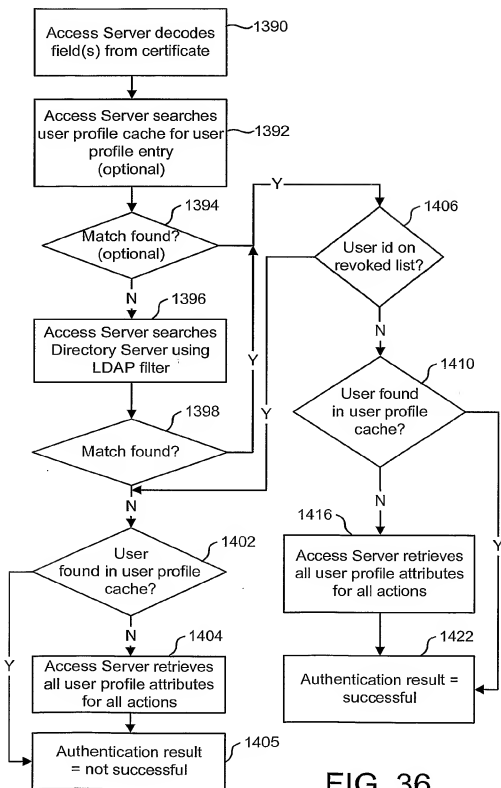 Access Server decodes
field(s) from certificate
1390
Access Server searches
user profile cache for user
profile entry
(optional)
1392
Y
1394
Match found?
(optional)
1406
User id on
revoked list?
N
1396
Access Server searches
Directory Server using
LDAP filter
N
Y
1410
User found
in user profile
cache?
1398
Match found?
Y
N
N
1402
User
found in user profile
cache?
1416
Access Server retrieves
all user profile attributes
for all actions
Y
N
1404
Access Server retrieves
all user profile attributes
for all actions
Y
1422
Authentication result =
successful
1405
Authentication result
= not successful
FIG. 36